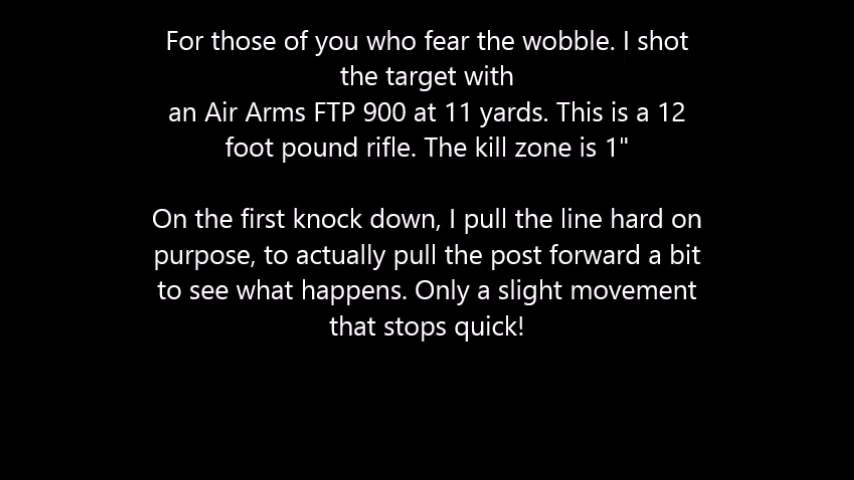 For those of you who fear the wobble. I shot
the target with
an Air Arms FTP 900 at 11 yards. This is a 12
foot pound rifle. The kill zone is 1"
On the first knock down, I pull the line hard on
purpose, to actually pull the post forward a bit
to see what happens. Only a slight movement
that stops quick!